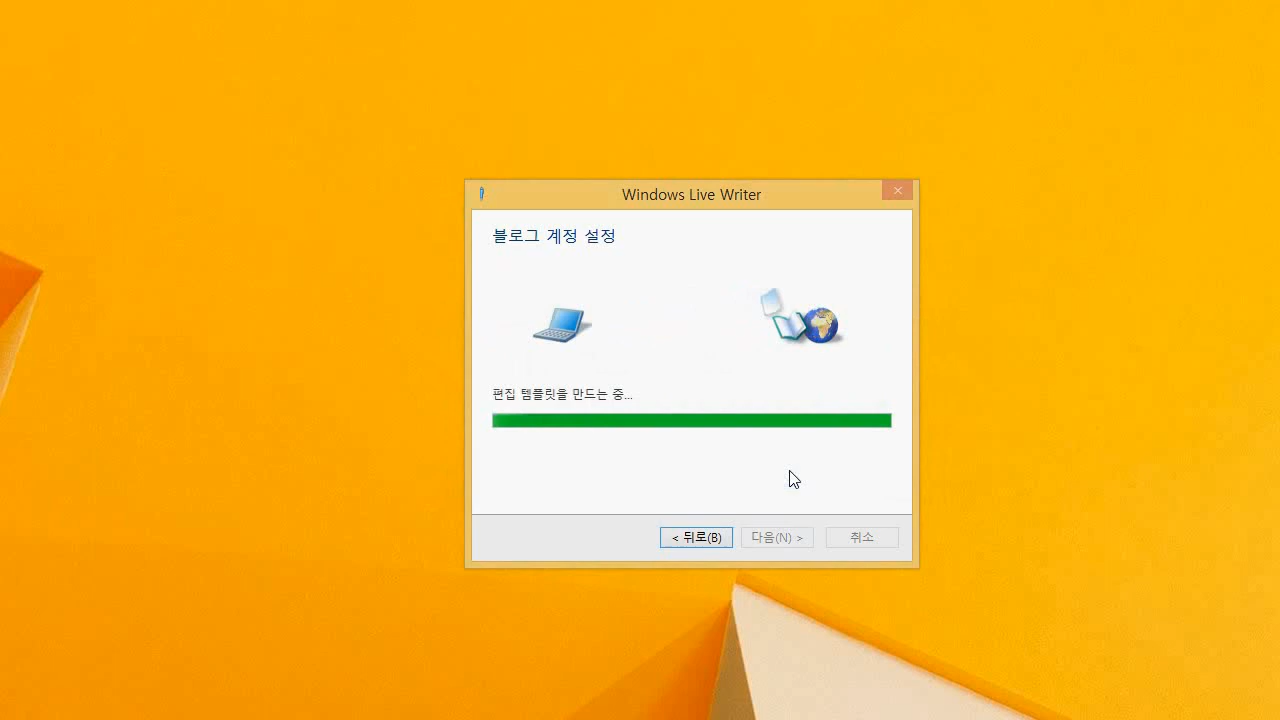 Windows Live Writer
블로그 계정 설정
편집 템플릿을 만드는 중...
< 뒤로(B) 다음(N) > 취소